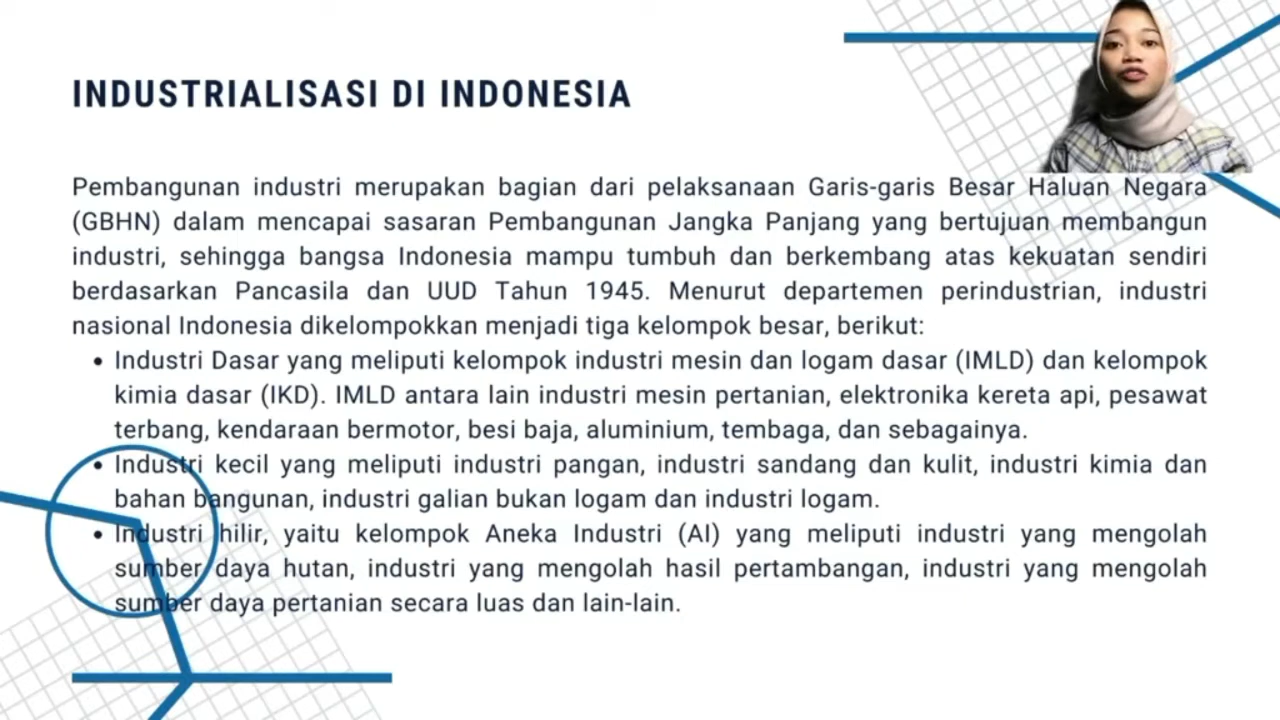 INDUSTRIALISASI DI INDONESIA
Pembangunan industri merupakan bagian dari pelaksanaan Garis-garis Besar Haluan Negara
(GBHN) dalam mencapai sasaran Pembangunan Jangka Panjang yang bertujuan membangun
industri, sehingga bangsa Indonesia mampu tumbuh dan berkembang atas kekuatan sendiri
berdasarkan Pancasila dan UUD Tahun 1945. Menurut departemen perindustrian, industri
nasional Indonesia dikelompokkan menjadi tiga kelompok besar, berikut:
• Industri Dasar yang meliputi kelompok industri mesin dan logam dasar (IMLD) dan kelompok
kimia dasar (IKD). IMLD antara lain industri mesin pertanian, elektronika kereta api, pesawat
terbang, kendaraan bermotor, besi baja, aluminium, tembaga, dan sebagainya.
• Industri kecil yang meliputi industri pangan, industri sandang dan kulit, industri kimia dan
bahan bangunan, industri galian bukan logam dan industri logam.
• Industri hilir, yaitu kelompok Aneka Industri (AI) yang meliputi industri yang mengolah
sumber daya hutan, industri yang mengolah hasil pertambangan, industri yang mengolah
sumber daya pertanian secara luas dan lain-lain.